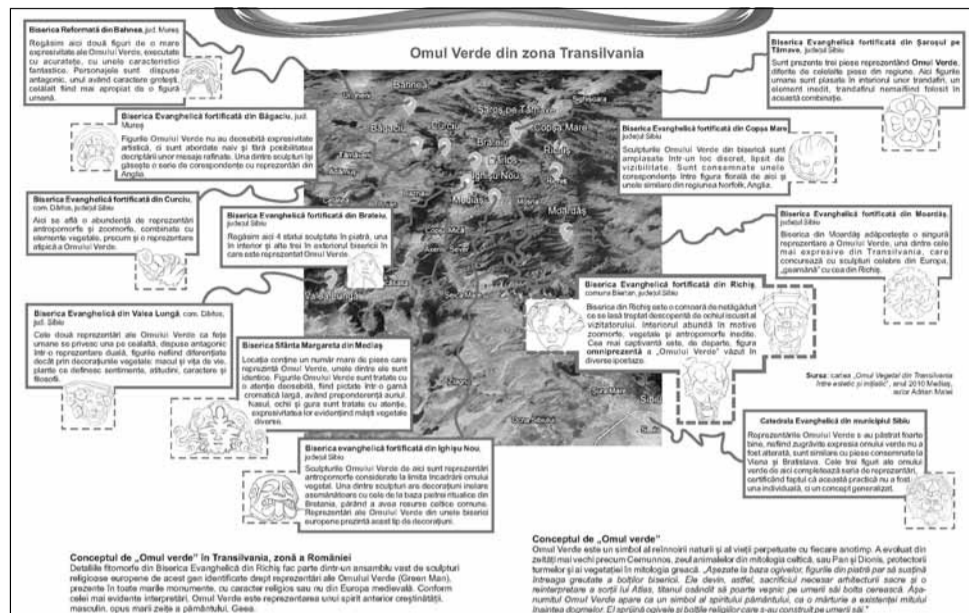 Omul Verde din zona Transilvania
Biserica Reformată din Bahnea, jud. Mureș
Regăsim aici două figuri de o mare
expresivitate ale Omului Verde, executate
cu acuratețe, cu unele caracteristici
fantastice. Personajele sunt dispuse
antagonic, unul având caractere grotești,
celălalt fiind mai apropiat de o figură
umană.
Biserica Evanghelică fortificată din Băgaciu, jud.
Mureș
Figurile Omului Verde nu au deosebită expresivitate
artistică, ci sunt abordate naiv și fără posibilitatea
decriptării unor mesaje rafinate. Una dintre sculpturi își
găsește o serie de corespondențe cu reprezentări din
Anglia.
Biserica Evanghelică fortificată din Curciu,
com. Dârlos, județul Sibiu
Aici se află o abundență de reprezentări
antropomorfe și zoomorfe, combinate cu
elemente vegetale, precum și o reprezentare
atipică a Omului Verde.
Biserica Evanghelică fortificată din Brateiu,
județul Sibiu
Regăsim aici 4 statui sculptate în piatră, una
în interior și alte trei în exteriorul bisericii în
care este reprezentat Omul Verde.
Biserica Evanghelică din Valea Lungă, com. Dârlos,
jud. Sibiu
Cele două reprezentări ale Omului Verde ca fețe
umane se privesc una pe cealaltă, dispuse antagonic
într-o reprezentare duală, figurile nefiind diferențiate
decât prin decorațiunile vegetale: macul și vița de vie,
plante ce definesc sentimente, atitudini, caractere și
filosofii.
Biserica Sfânta Margareta din Mediaș
Locația conține un număr mare de piese care
reprezintă Omul Verde, unele dintre ele sunt
identice. Figurile Omului Verde sunt tratate cu
o atenție deosebită, fiind pictate într-o gamă
cromatică largă, având preponderență auriul.
Nasul, ochii și gura sunt tratate cu atenție,
expresivitatea lor evidențiind măști vegetale
diverse.
Biserica evanghelică fortificată din Ighișu Nou,
județul Sibiu
Sculpturile Omului Verde de aici sunt reprezentări
antropomorfe considerate la limita încadrării omului
vegetal. Una dintre sculpturi are decorațiuni inelare
asemănătoare cu cele de la baza pietrei ritualice din
Bretania, părând a avea resurse celtice comune.
Reprezentări ale Omului Verde din unele biserici
europene prezintă acest tip de decorațiuni.
Biserica Evanghelică fortificată din Șaroșul pe
Târnave, județul Sibiu
Sunt prezente trei piese reprezentând Omul Verde,
diferite de celelalte piese din regiune. Aici figurile
umane sunt plasate în interiorul unor trandafiri, un
element inedit, trandafirul nemaifiind folosit în
această combinație.
Biserica Evanghelică fortificată din Copșa Mare
județul Sibiu
Sculpturile Omului Verde din biserică sunt
amplasate într-un loc discret, lipsit de
vizibilitate. Sunt consemnate unele
corespondențe între figura florală de aici și
unele similare din regiunea Norfolk, Anglia.
Biserica Evanghelică fortificată din Moardăș,
județul Sibiu
Biserica din Moardăș adăpostește o singură
reprezentare a Omului Verde, una dintre cele
mai expresive din Transilvania, care
concurează cu sculpturi celebre din Europa,
„geamănă” cu cea din Richiș.
Biserica Evanghelică fortificată din Richiș,
comuna Biertan, județul Sibiu
Biserica din Richiș este o comoară de netăgăduit
ce se lasă treptat descoperită de ochiul iscusit al
vizitatorului. Interiorul abundă în motive
zoomorfe, vegetale și antropomorfe inedite.
Cea mai captivantă este, de departe, figura
omniprezentă a „Omului Verde” văzut în
diverse ipostaze.
Sursa: cartea „Omul Vegetal din Transilvania
între estetic și inițiatic”, anul 2010 Mediaș,
autor Adrian Matei
Catedrala Evanghelică din municipiul Sibiu
Reprezentările Omului Verde s-au păstrat foarte
bine, nefiind zugrăvite expresia omului verde nu a
fost alterată, sunt similare cu piese consemnate la
Viena și Bratislava. Cele trei figuri ale omului
verde de aici completează seria de reprezentări,
certificând faptul că această practică nu a fost
una individuală, ci un concept generalizat.
Bahnea
Băgaciu
Curciu
Șaroș pe Târnave
Copșa Mare
Brateiu
Richiș
Ighișu Nou
Mediaș
Moardăș
Valea Lungă
Sibiu
Conceptul de „Omul verde” în Transilvania, zonă a României
Detaliile fitomorfe din Biserica Evanghelică din Richiș fac parte dintr-un ansamblu vast de sculpturi
religioase europene de acest gen identificate drept reprezentări ale Omului Verde (Green Man),
prezente în toate marile monumente, cu caracter religios sau nu din Europa medievală. Conform
celei mai evidente interpretări, Omul Verde este reprezentarea unui spirit anterior creștinătății,
masculin, opus marii zeițe a pământului, Geea.
Conceptul de „Omul verde”
Omul Verde este un simbol al reînnoirii naturii și al vieții perpetuate cu fiecare anotimp. A evoluat din
zeități mai vechi precum Cernunnos, zeul animalelor din mitologia celtică, sau Pan și Dionis, protectorii
turmelor și ai vegetației în mitologia greacă. „Așezate la baza ogivelor, figurile din piatră par să susțină
întreaga greutate a bolților bisericii. Ele devin, astfel, sacrificiul necesar arhitecturii sacre și o
reinterpretare a sorții lui Atlas, titanul osândit să poarte veșnic pe umerii săi bolta cerească. Așa-
numitul Omul Verde apare ca un simbol al spiritului pământului, ca o mărturie a existenței mitului
înaintea dogmelor. El sprijină ogivele și bolțile religiilor care s-au construit pe umerii săi.”